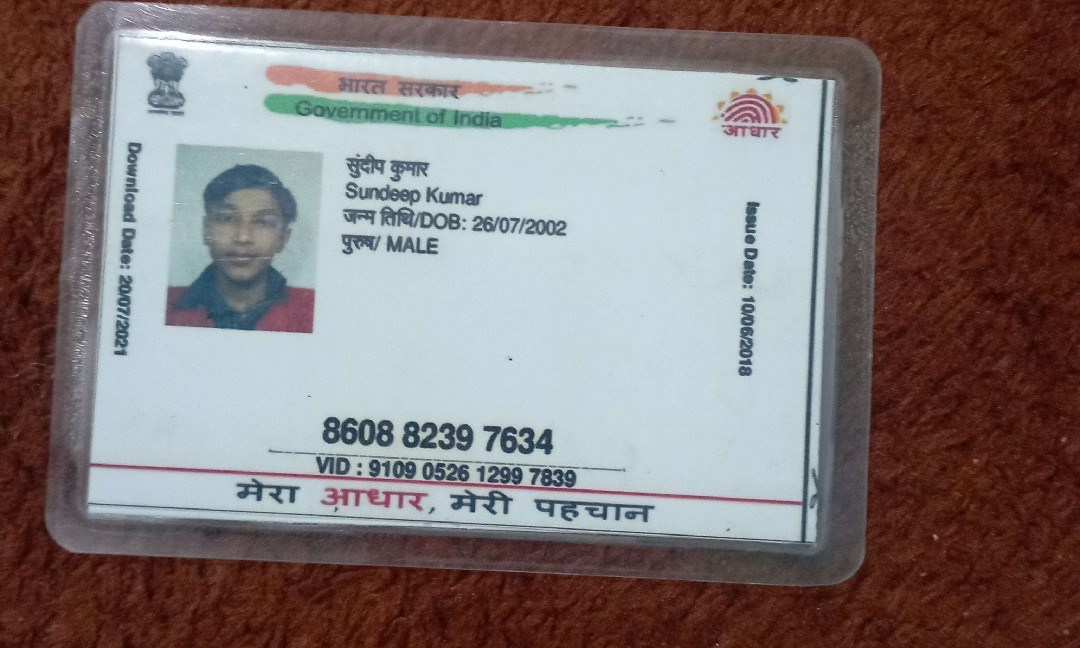 भारत सरकार
Government of India
आधार
Download Date: 20/07/2021
सुंदीप कुमार
Sundeep Kumar
जन्म तिथि/DOB: 26/07/2002
पुरुष/ MALE
Issue Date: 10/06/2018
8608 8239 7634
VID : 9109 0526 1299 7839
मेरा आधार, मेरी पहचान